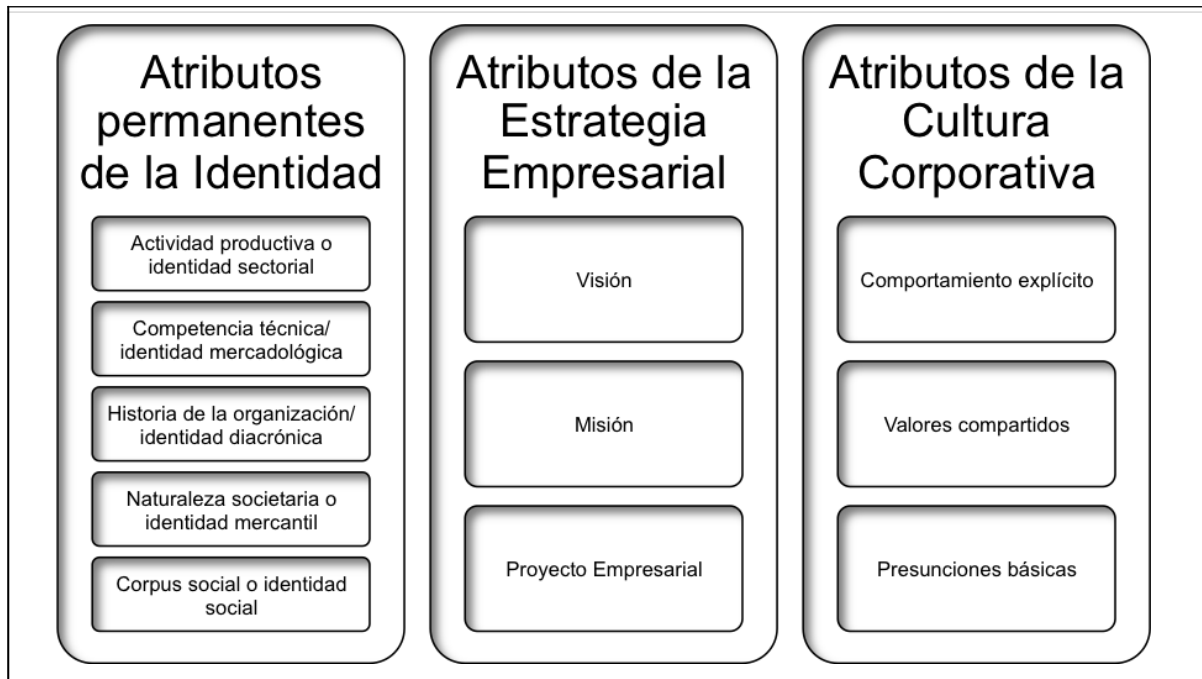 Atributos
permanentes
de la Identidad
Actividad productiva o
identidad sectorial
Competencia técnica/
identidad mercadológica
Historia de la organización/
identidad diacrónica
Naturaleza societaria o
identidad mercantil
Corpus social o identidad
social
Atributos de la
Estrategia
Empresarial
Visión
Misión
Proyecto Empresarial
Atributos de la
Cultura
Corporativa
Comportamiento explícito
Valores compartidos
Presunciones básicas